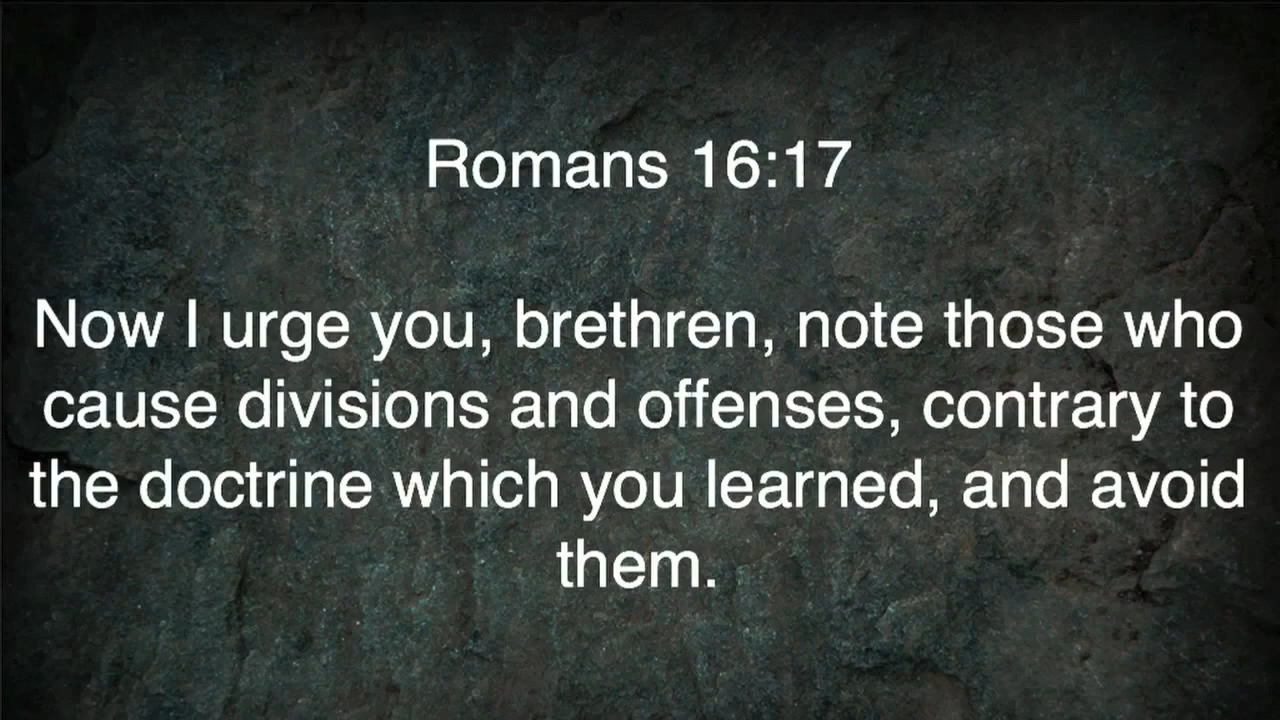 Romans 16:17
Now I urge you, brethren, note those who
cause divisions and offenses, contrary to
the doctrine which you learned, and avoid
them.